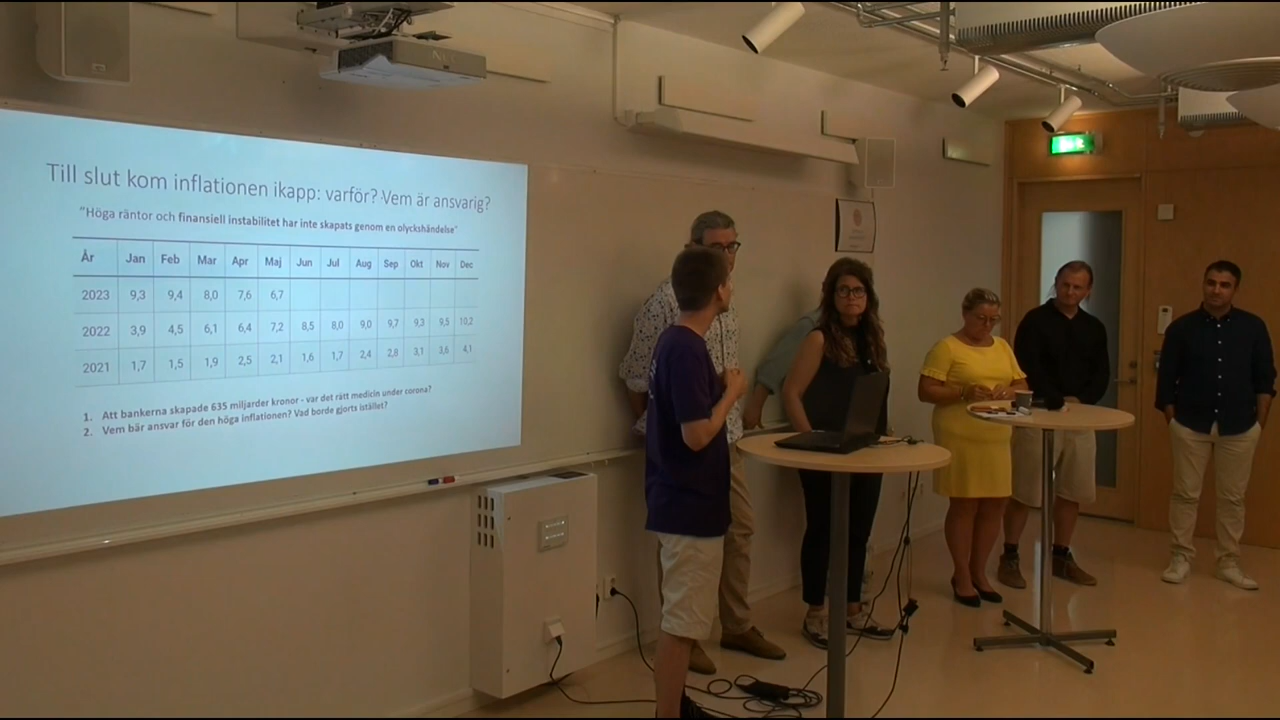 Till slut kom inflationen ikapp: varför? Vem är ansvarig?
"Höga räntor och finansiell instabilitet har inte skapats genom en olyckshändelse"
År Jan Feb Mar Apr Maj Jun Jul Aug Sep Okt Nov Dec
2023 9,3 9,4 8,0 7,6 6,7
2022 3,9 4,5 6,1 6,4 7,2 8,5 8,0 9,0 9,7 9,3 9,5 10,2
2021 1,7 1,5 1,9 2,5 2,1 1,6 1,7 2,4 2,8 3,1 3,6 4,1
1. Att bankerna skapade 635 miljarder kronor - var det rätt medicin under corona?
2. Vem bär ansvar för den höga inflationen? Vad borde gjorts istället?